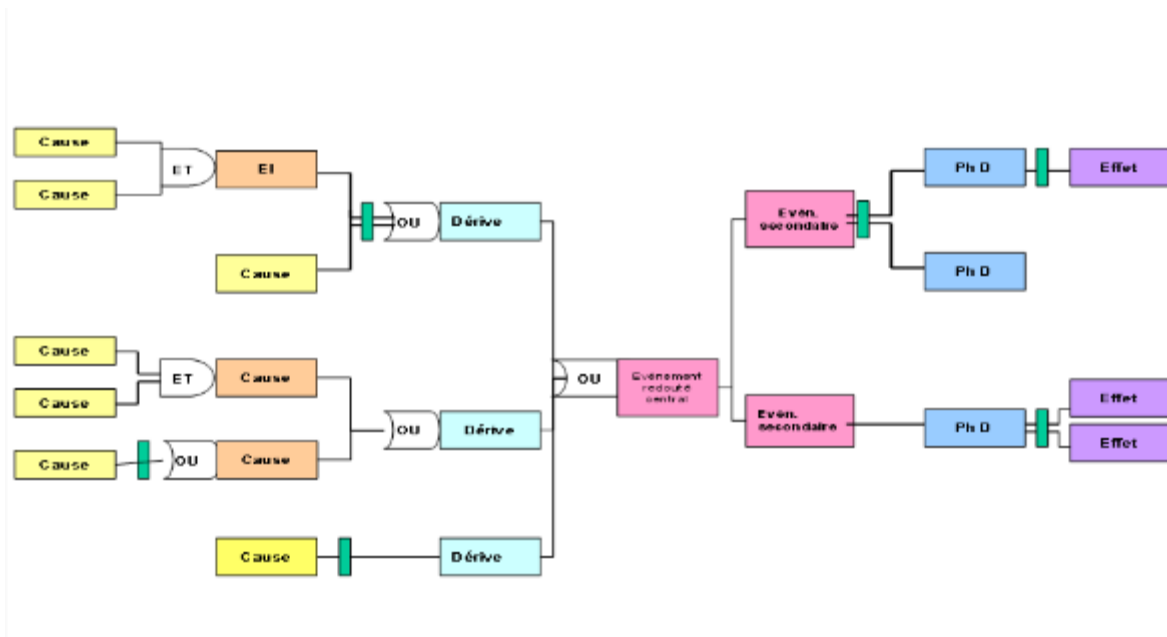 Cause
ET
EI
Cause
OU
Dérive
Cause
Cause
ET
Cause
Cause
OU
Dérive
Cause
OU
Cause
Cause
Dérive
OU
Evénement
redouté
central
Evén.
secondaire
Ph D
Effet
Ph D
Evén.
secondaire
Ph D
Effet
Effet